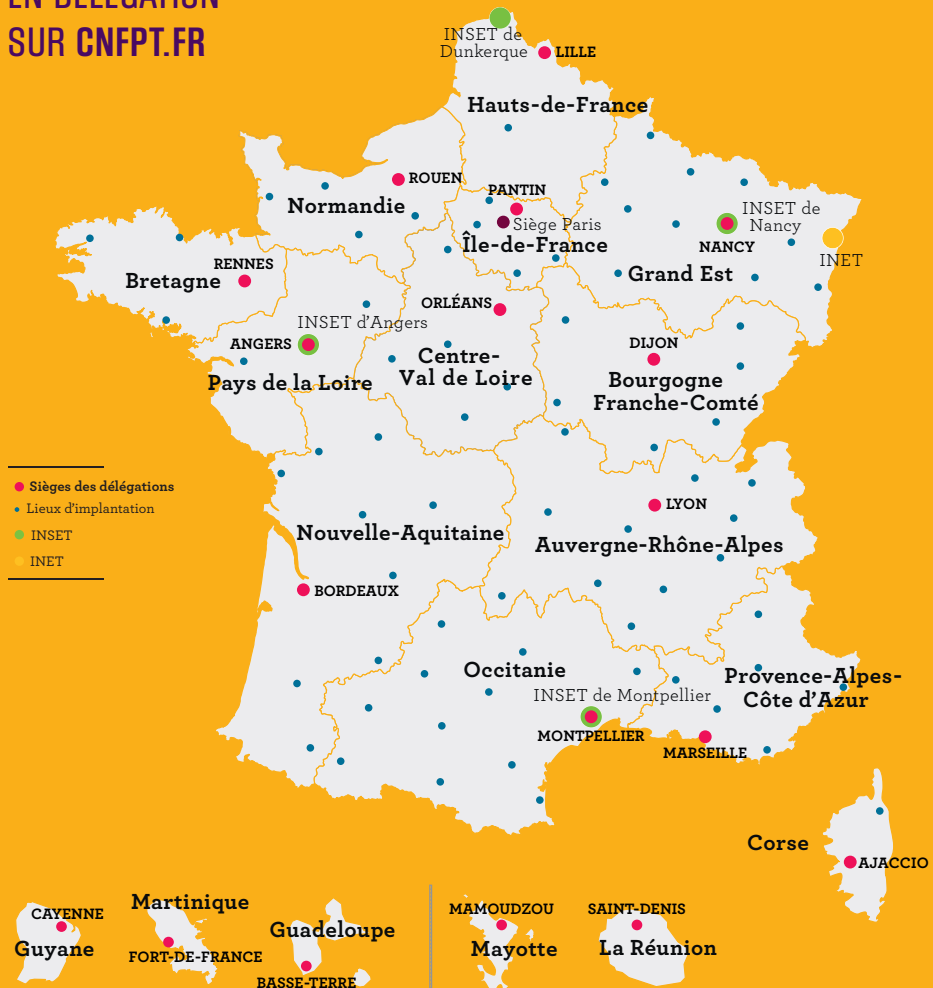 EN DÉLÉGATION
SUR CNFPT.FR
INSET de
Dunkerque
LILLE
Hauts-de-France
ROUEN
Normandie
PANTIN
Siège Paris
Île-de-France
INSET de
Nancy
NANCY
INET
Grand Est
RENNES
Bretagne
ORLÉANS
INSET d'Angers
ANGERS
Pays de la Loire
Centre-
Val de Loire
DIJON
Bourgogne
Franche-Comté
Sièges des délégations
Lieux d'implantation
INSET
INET
LYON
Nouvelle-Aquitaine
Auvergne-Rhône-Alpes
BORDEAUX
Occitanie
INSET de Montpellier
MONTPELLIER
Provence-Alpes-
Côte d'Azur
MARSEILLE
Corse
AJACCIO
CAYENNE
Guyane
Martinique
FORT-DE-FRANCE
Guadeloupe
BASSE-TERRE
MAMOUDZOU
Mayotte
SAINT-DENIS
La Réunion